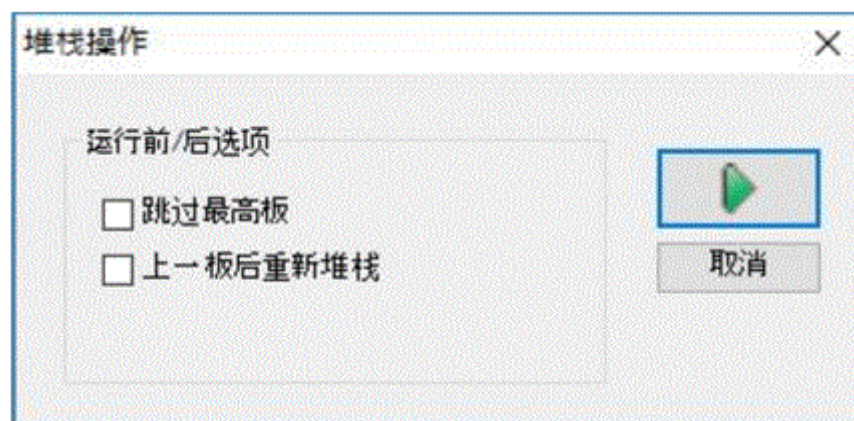 堆栈操作
运行前/后选项
跳过最高板
上一板后重新堆栈
取消